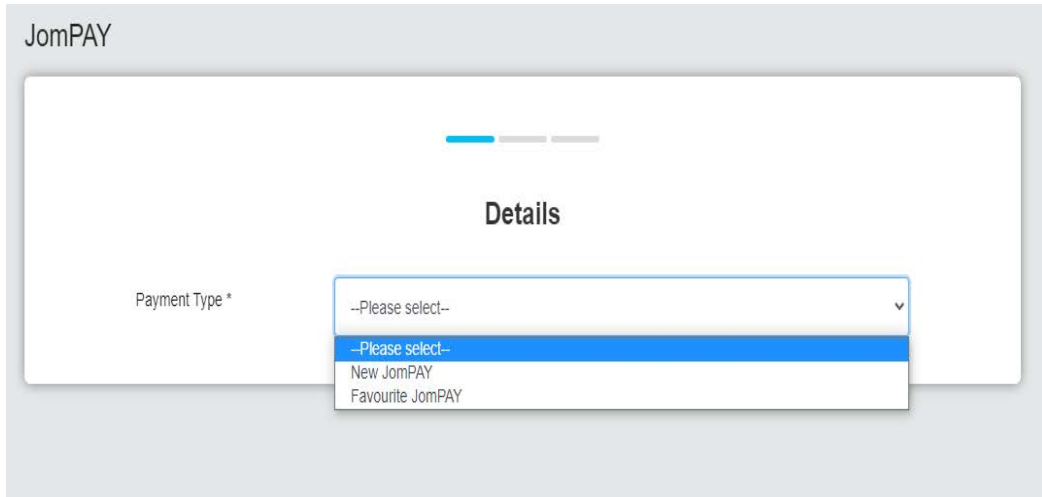 JomPAY
Details
Payment Type *
--Please select--
--Please select--
New JomPAY
Favourite JomPAY